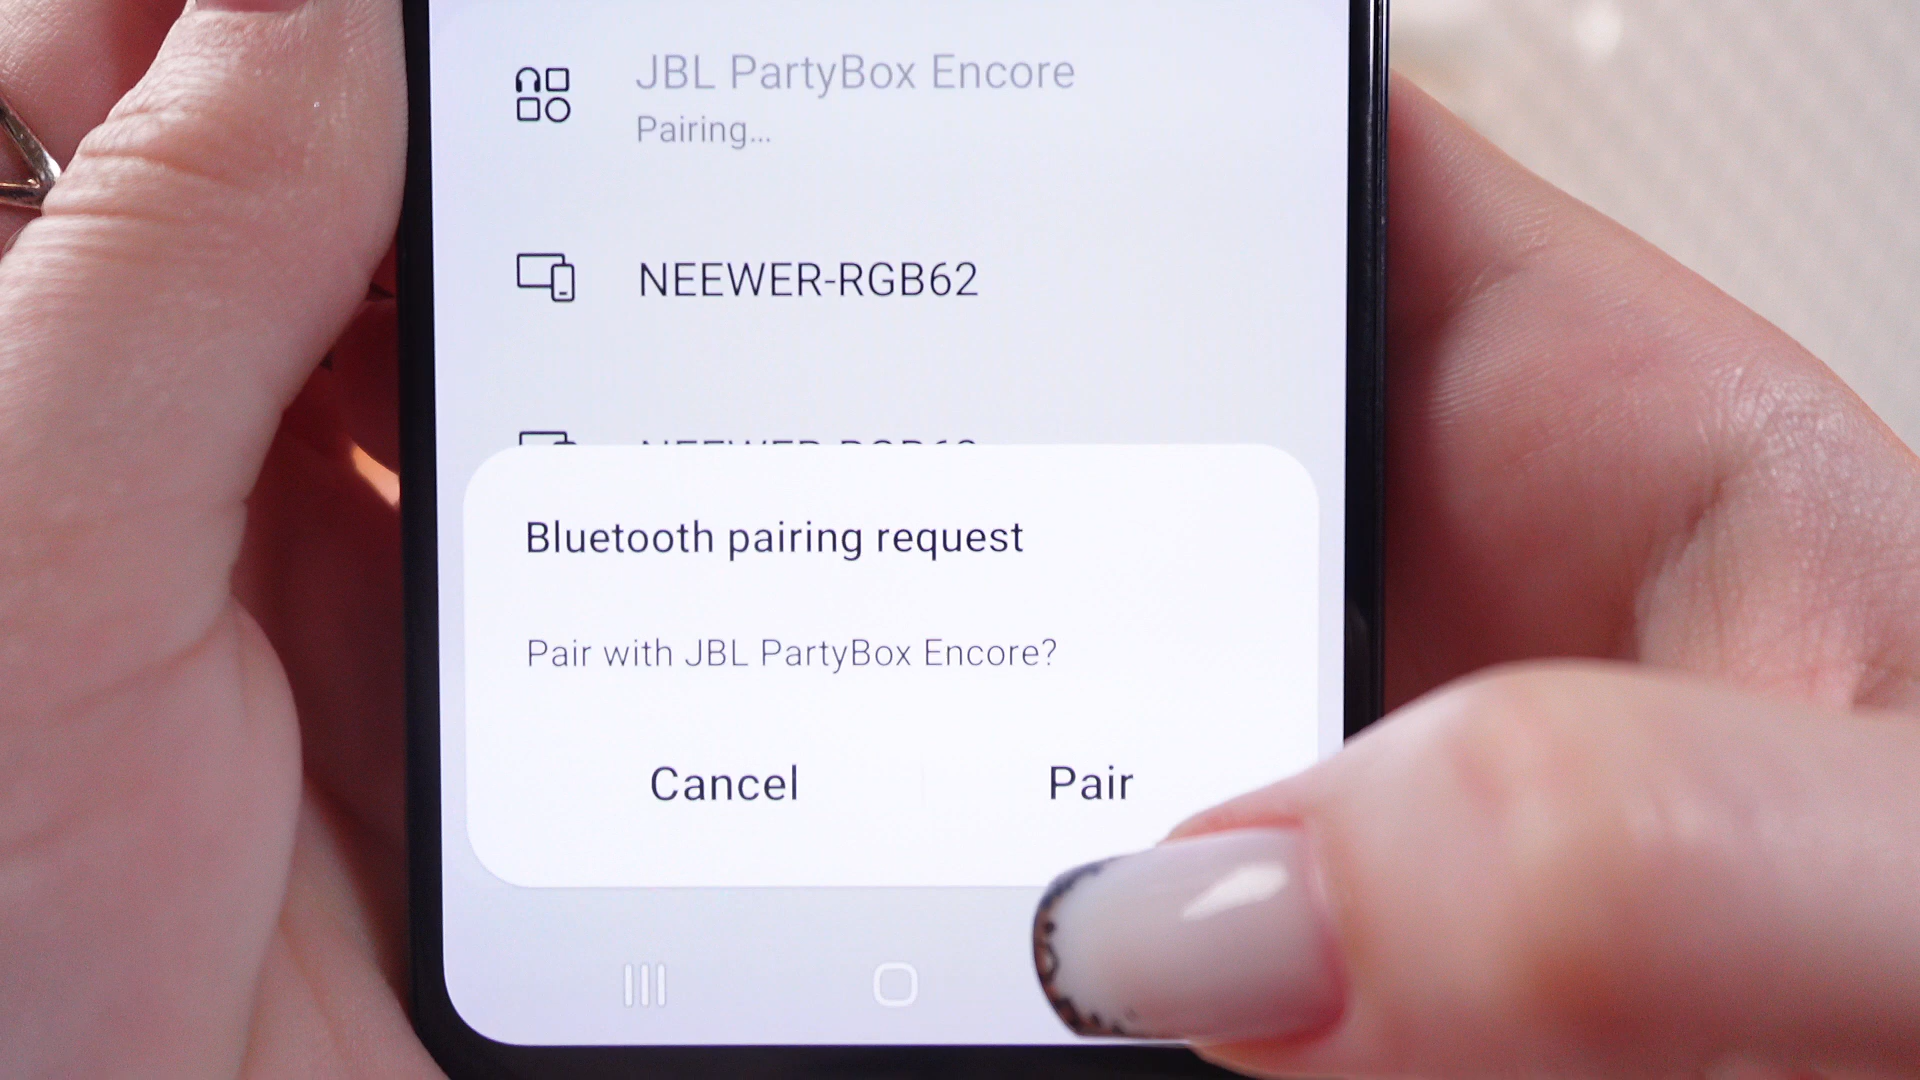 JBL PartyBox Encore
Pairing...
NEEWER-RGB62
Bluetooth pairing request
Pair with JBL PartyBox Encore?
Cancel
Pair